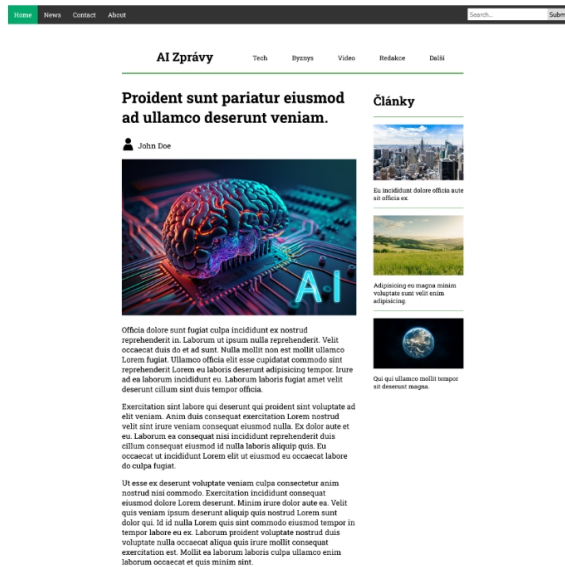 Home News Contact About Search... Subm
AI Zprávy Tech Byznys Video Redakce Další
Proident sunt pariatur eiusmod
ad ullamco deserunt veniam.
John Doe
AI
Officia dolore sunt fugiat culpa incididunt ex nostrud
reprehenderit in. Laborum ut ipsum nulla reprehenderit. Velit
occaecat duis do et ad sunt. Nulla mollit non est mollit ullamco
Lorem fugiat. Ullamco officia elit esse cupidatat commodo sint
reprehenderit Lorem eu laboris deserunt adipisicing tempor. Irure
ad ea laborum incididunt eu. Laborum laboris fugiat amet velit
deserunt cillum sint duis tempor officia.
Exercitation sint labore qui deserunt qui proident sint voluptate ad
elit veniam. Anim duis consequat exercitation Lorem nostrud
velit sint irure veniam consequat eiusmod nulla. Ex dolor aute et
eu. Laborum ea consequat nisi incididunt reprehenderit duis
cillum consequat eiusmod id nulla laboris aliquip quis. Eu
occaecat ut incididunt Lorem elit ut eiusmod eu occaecat labore
do culpa fugiat.
Ut esse ex deserunt voluptate veniam culpa consectetur anim
nostrud nisi commodo. Exercitation incididunt consequat
eiusmod dolore Lorem deserunt. Minim irure dolor aute ea. Velit
quis veniam ipsum deserunt aliquip quis nostrud Lorem sunt
dolor qui. Id id nulla Lorem quis sint commodo eiusmod tempor in
tempor labore eu ex. Laborum proident voluptate nostrud duis
voluptate nulla occaecat aliqua quis irure mollit consequat
exercitation est. Mollit ea laborum laboris culpa ullamco enim
laborum occaecat et quis minim sint.
Články
Eu incididunt dolore officia aute
sit officia ex.
Adipisicing eu magna minim
voluptate sunt velit enim
adipisicing.
Qui qui ullamco mollit tempor
sit deserunt magna.